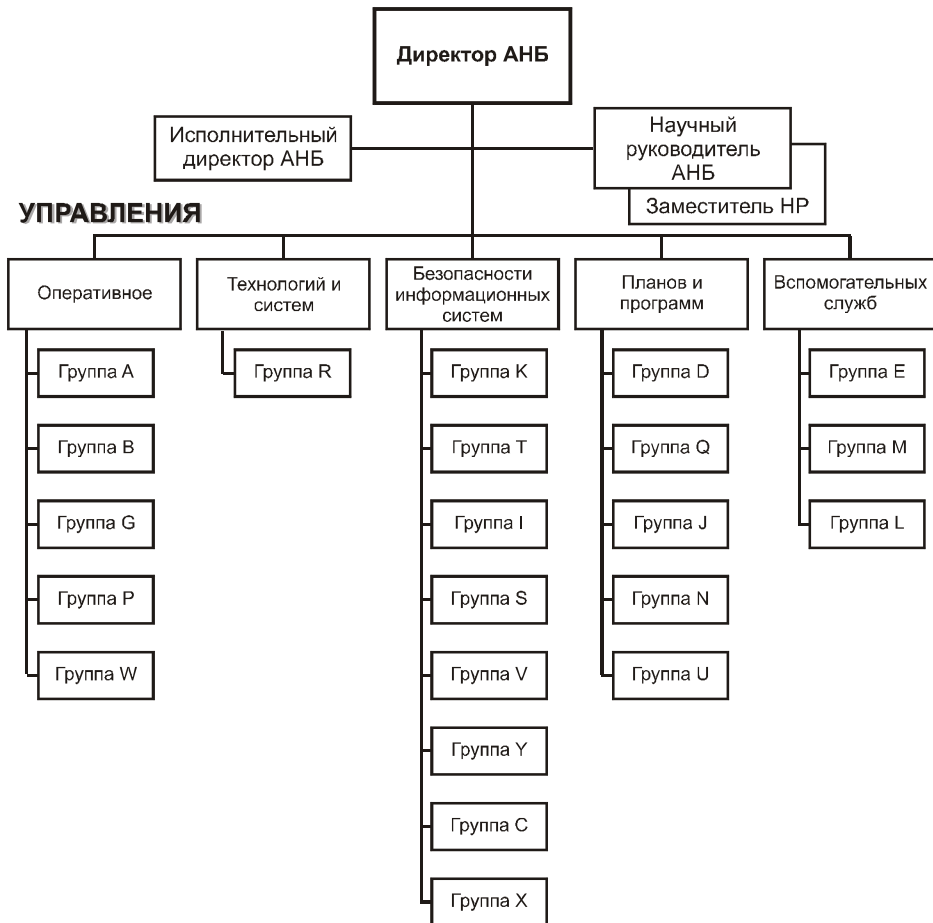 Директор АНБ
Исполнительный
директор АНБ
Научный
руководитель
АНБ
Заместитель НР
УПРАВЛЕНИЯ
Оперативное
Технологий и
систем
Безопасности
информационных
систем
Планов и
программ
Вспомогательных
служб
Группа A
Группа B
Группа G
Группа P
Группа W
Группа R
Группа K
Группа T
Группа I
Группа S
Группа V
Группа Y
Группа C
Группа X
Группа D
Группа Q
Группа J
Группа N
Группа U
Группа E
Группа M
Группа L